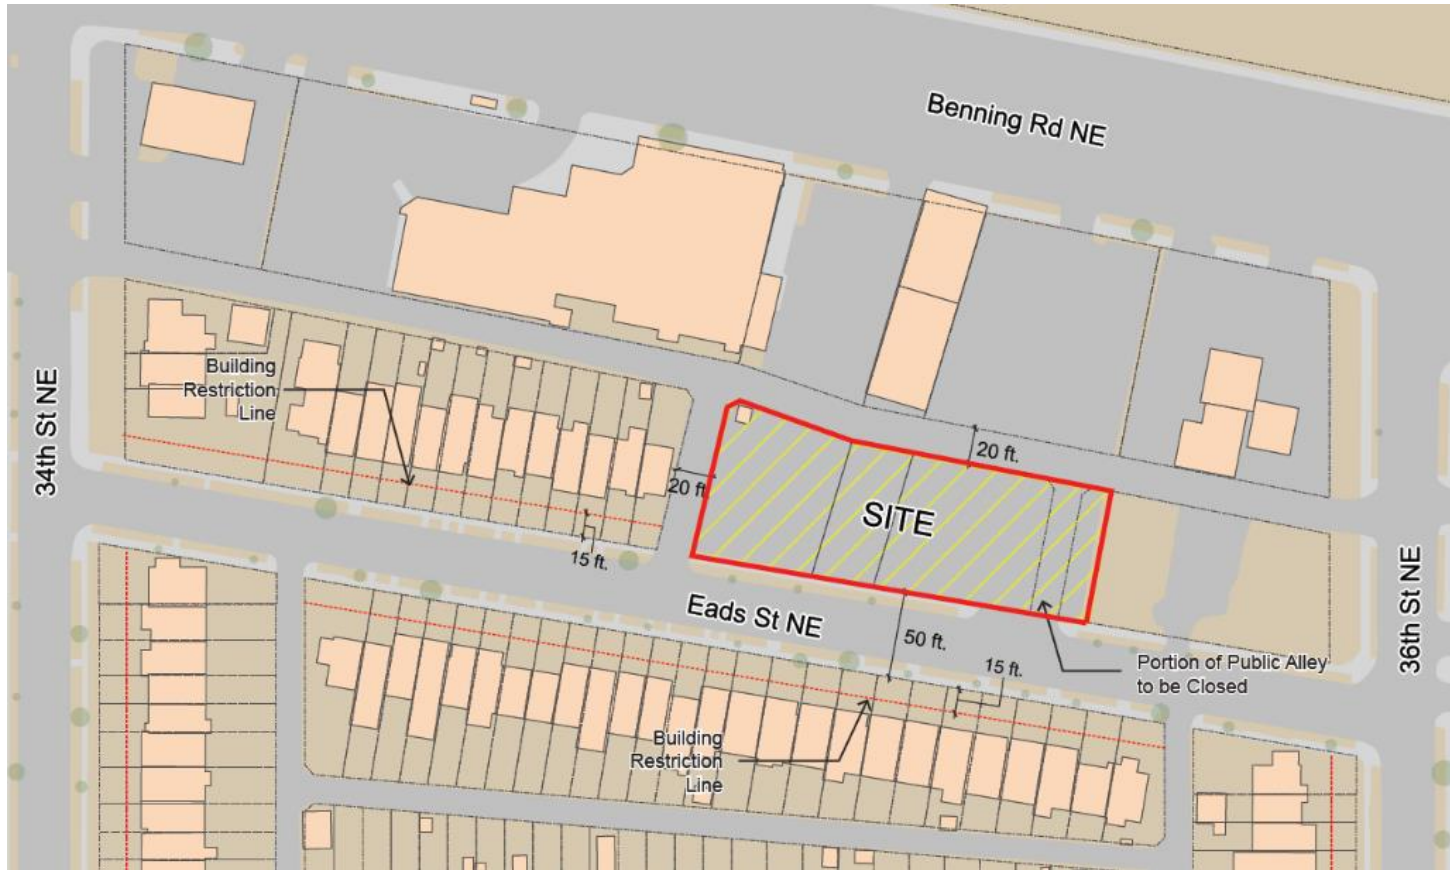 Benning Rd NE
Building
Restriction
Line
34th St NE
20 ft.
20 ft
SITE
15 ft.
Eads St NE
50 ft.
15 ft.
Portion of Public Alley
to be Closed
36th St NE
Building
Restriction
Line